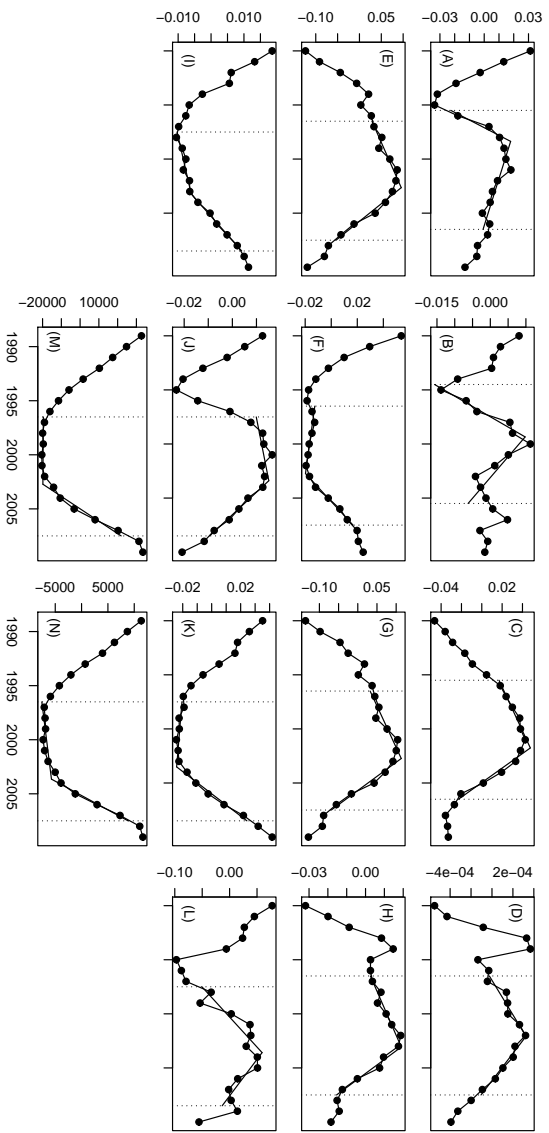 −0.03 0.00 0.03
(A)
−0.015 0.000
(B)
−0.04 0.02
(C)
−4e−04 2e−04
(D)
−0.10 0.05
(E)
−0.02 0.02
(F)
−0.10 0.05
(G)
−0.03 0.00
(H)
−0.010 0.010
(I)
−0.02 0.00
(J)
−0.02 0.02
(K)
−0.10 0.00
(L)
−20000 10000
(M)
1990 1995 2000 2005
−5000 5000
(N)
1990 1995 2000 2005